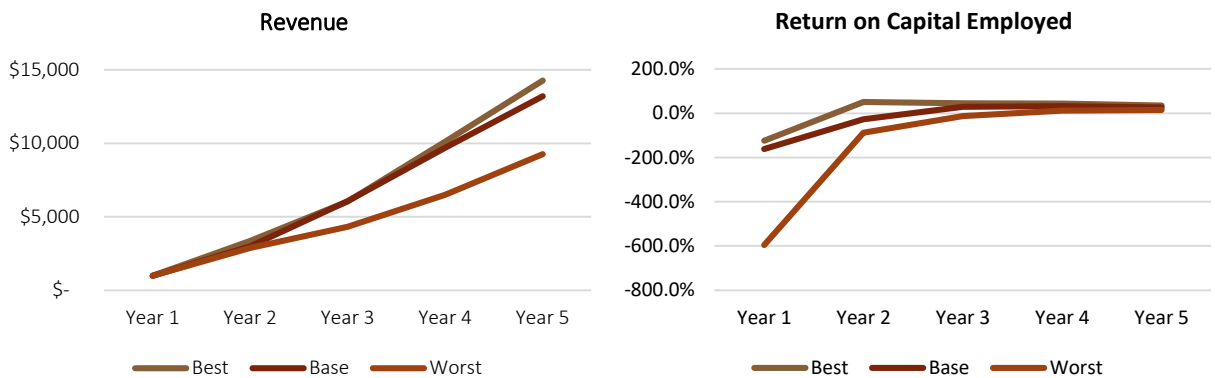 Revenue
$15,000
$10,000
$5,000
$-
Year 1 Year 2 Year 3 Year 4 Year 5
Best Base Worst
Return on Capital Employed
200.0%
0.0%
-200.0%
-400.0%
-600.0%
-800.0%
Year 1 Year 2 Year 3 Year 4 Year 5
Best Base Worst